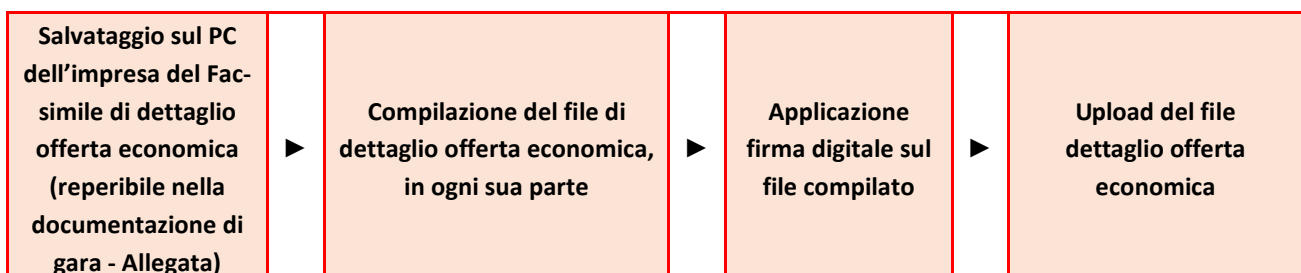 Salvataggio sul PC
dell’impresa del Fac-
simile di dettaglio
offerta economica
(reperibile nella
documentazione di
gara - Allegata)
►
Compilazione del file di
dettaglio offerta economica,
in ogni sua parte
►
Applicazione
firma digitale sul
file compilato
►
Upload del file
dettaglio offerta
economica